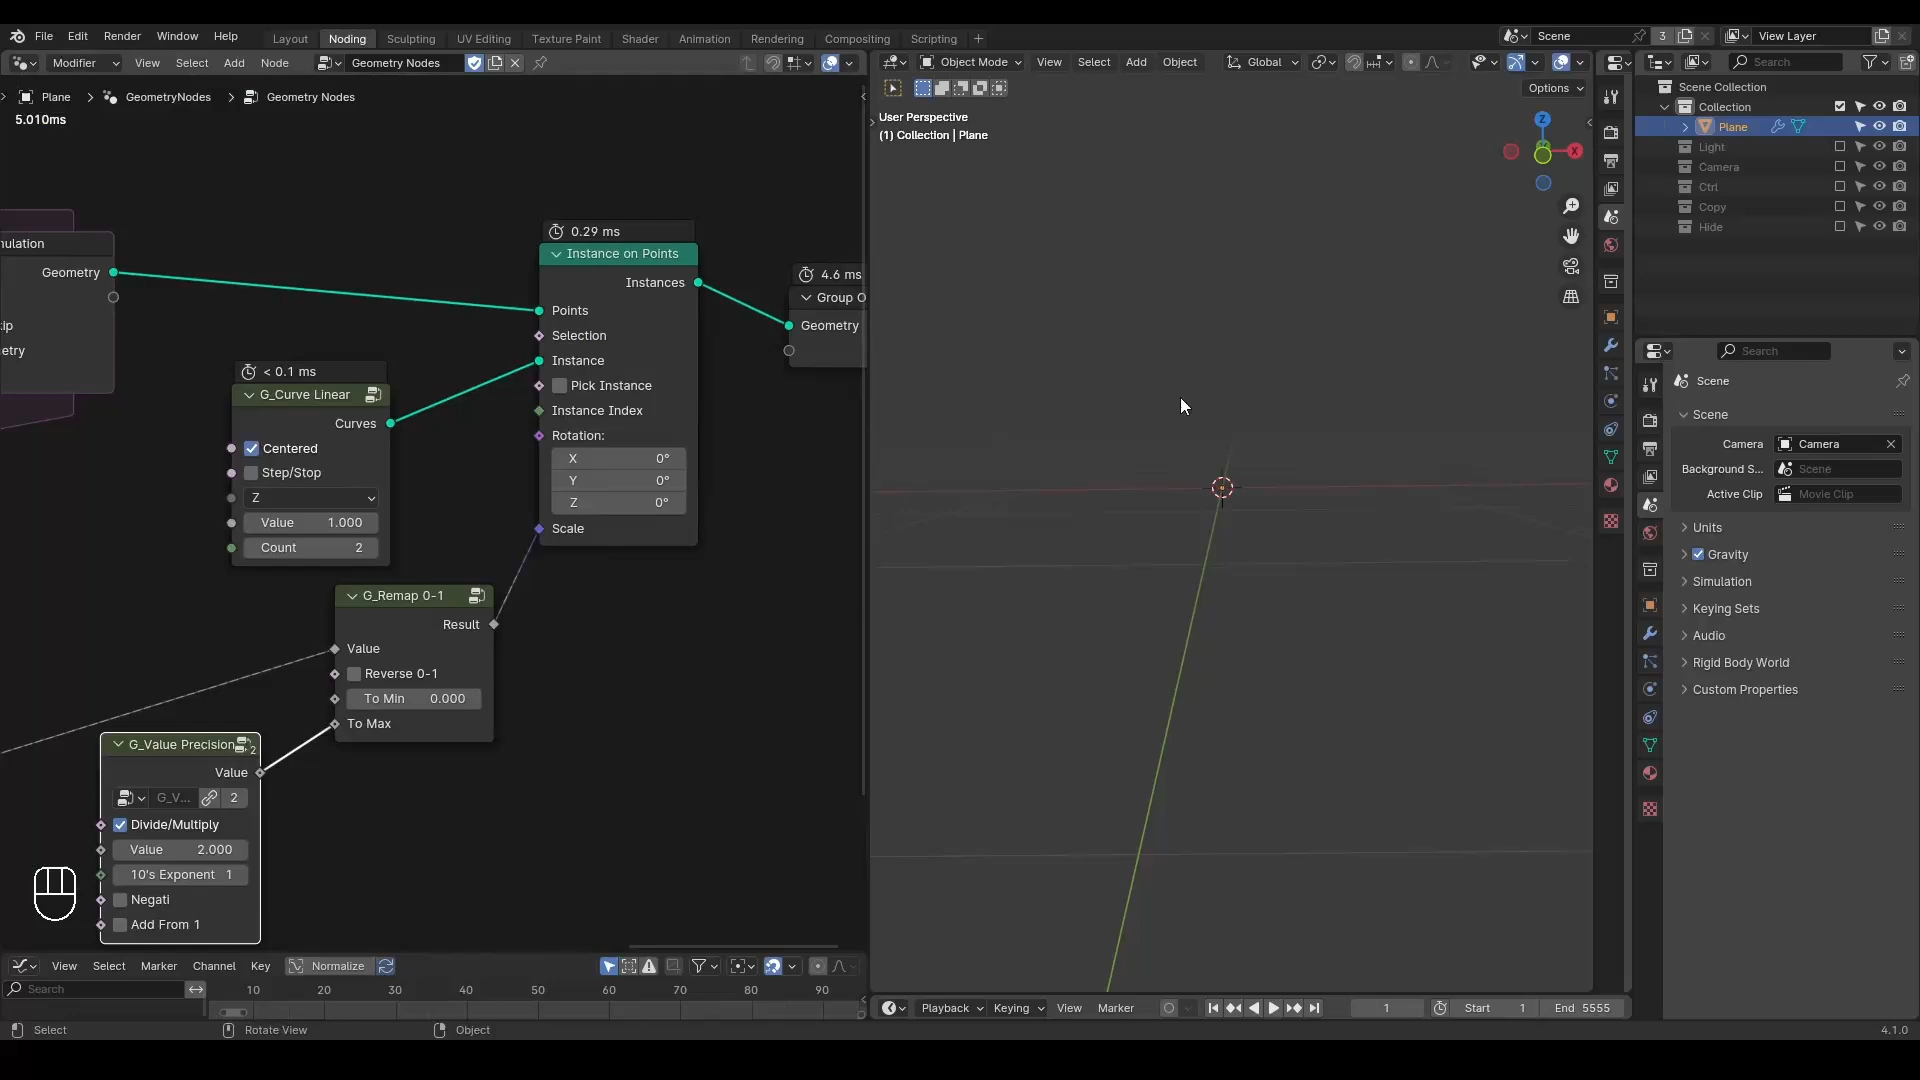 File Edit Render Window Help
Layout Noding Sculpting UV Editing Texture Paint Shader Animation Rendering Compositing Scripting +
Scene 3 View Layer
Modifier View Select Add Node Geometry Nodes
Object Mode View Select Add Object Global
Search
Plane > GeometryNodes > Geometry Nodes
5.010ms
Options
User Perspective
(1) Collection | Plane
Z
X
Scene Collection
Collection
Plane
Light
Camera
Ctrl
Copy
Hide
nulation
Geometry
ip
etry
0.29 ms
Instance on Points
Instances
Points
Selection
Instance
Pick Instance
Instance Index
Rotation:
X 0°
Y 0°
Z 0°
Scale
4.6 ms
Group O
Geometry
< 0.1 ms
G_Curve Linear
Curves
Centered
Step/Stop
Z
Value 1.000
Count 2
G_Remap 0-1
Result
Value
Reverse 0-1
To Min 0.000
To Max
G_Value Precision
2
Value
G_V... 2
Divide/Multiply
Value 2.000
10's Exponent 1
Negati
Add From 1
Search
Scene
Scene
Camera Camera
Background S... Scene
Active Clip Movie Clip
Units
Gravity
Simulation
Keying Sets
Audio
Rigid Body World
Custom Properties
View Select Marker Channel Key Normalize
Search
10 20 30 40 50 60 70 80 90
Playback Keying View Marker 1 Start 1 End 5555
Select Rotate View Object
4.1.0